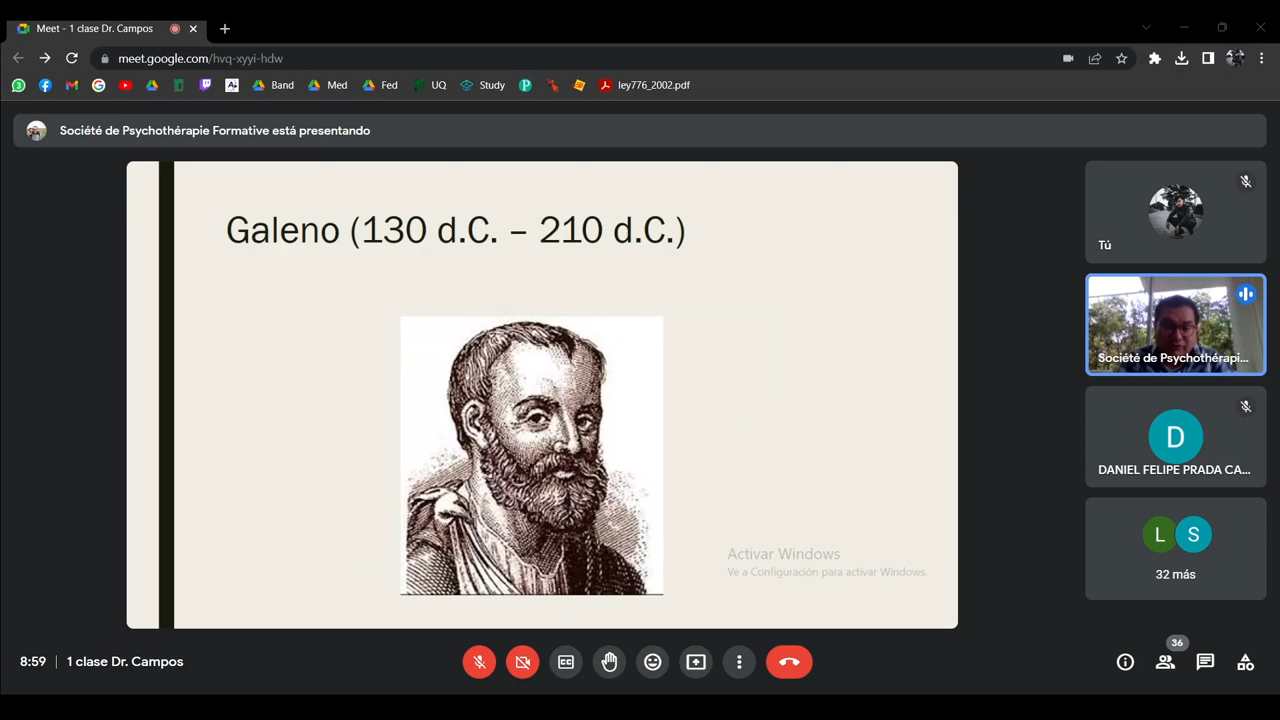 Meet - 1 clase Dr. Campos
meet.google.com/hvq-xyyi-hdw
3
Band
Med
Fed
UQ
Study
ley776_2002.pdf
Société de Psychothérapie Formative está presentando
Galeno (130 d.C. – 210 d.C.)
Activar Windows
Ve a Configuración para activar Windows.
Tú
Société de Psychothérapi...
D
DANIEL FELIPE PRADA CA...
L
S
32 más
8:59
1 clase Dr. Campos
36